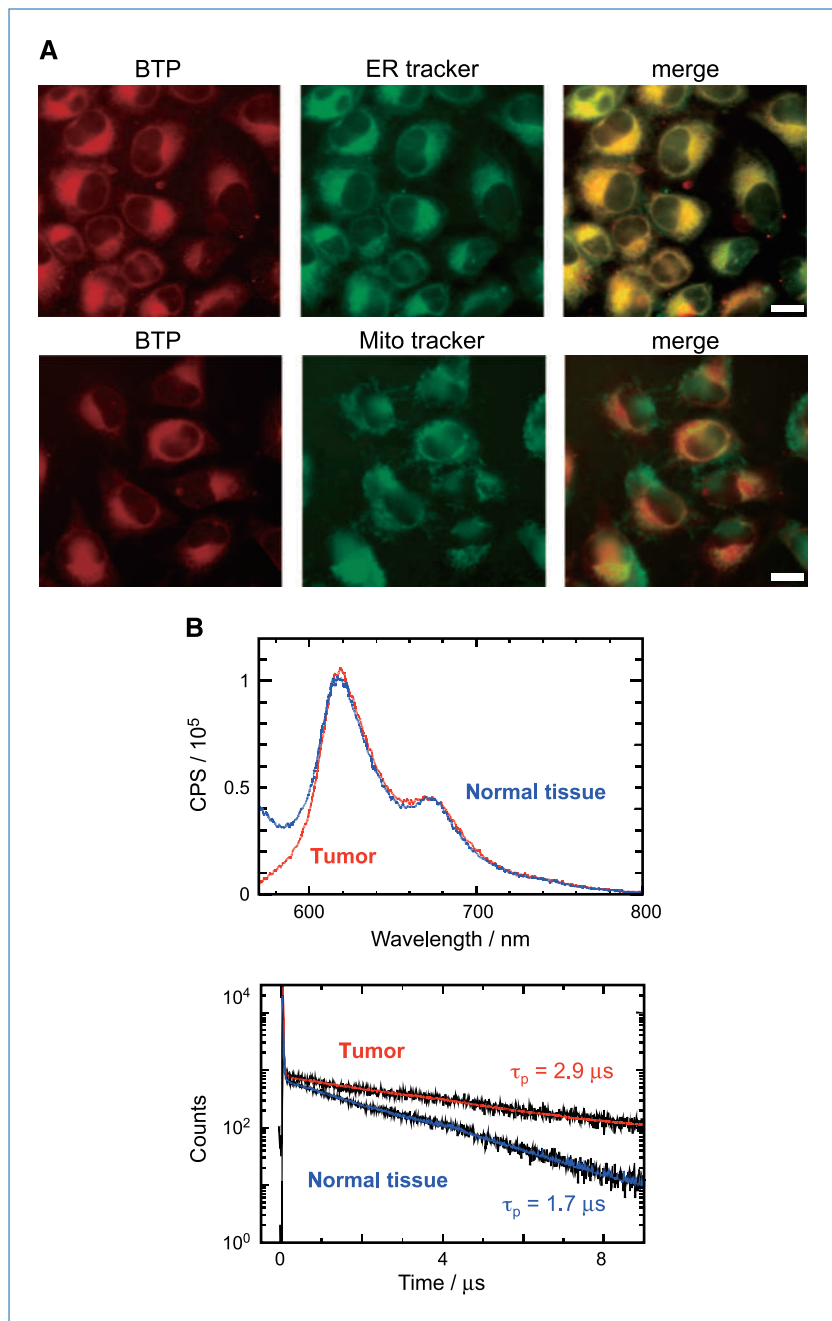 A
BTP ER tracker merge
BTP Mito tracker merge
B
1
0.5
0
CPS / 10⁵
Normal tissue
Tumor
600 700 800
Wavelength / nm
10⁴
10³
10²
10¹
10⁰
Counts
Tumor
τp = 2.9 μs
Normal tissue
τp = 1.7 μs
0 4 8
Time / μs